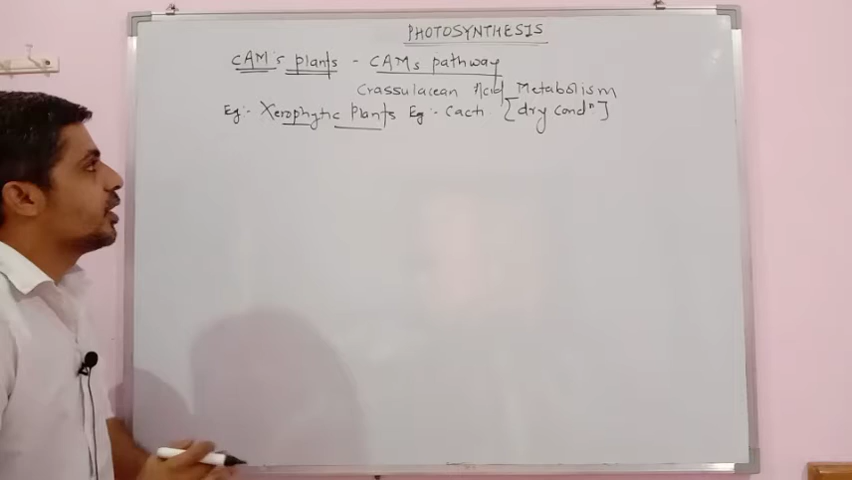 PHOTOSYNTHESIS
CAM's plants - CAMs pathway
Crassulacean Acid Metabolism
Eg:- Xerophytic Plants Eg:- Cacti [dry condⁿ]